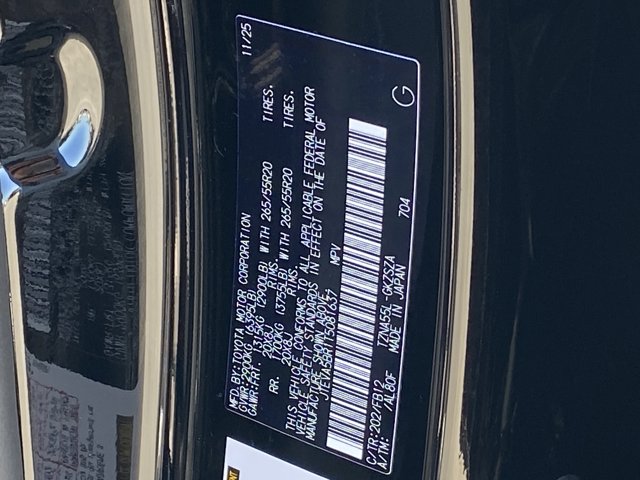 MFD.BY:TOYOTA MOTOR CORPORATION 11/25
GVWR:2900KG (6395LB)
GAWR:FRT. 1315KG (2900LB) WITH 265/55R20 TIRES.
20x8J RIMS.
RR. 1700KG (3755LB) WITH 265/55R20 TIRES.
20x8J RIMS.
THIS VEHICLE CONFORMS TO ALL APPLICABLE FEDERAL MOTOR
VEHICLE SAFETY STANDARDS IN EFFECT ON THE DATE OF
MANUFACTURE SHOWN ABOVE.
MPV
C/TR:202/FB12 TZNA55L-GKZSZA 704
A/TM: /AL80F MADE IN JAPAN
G